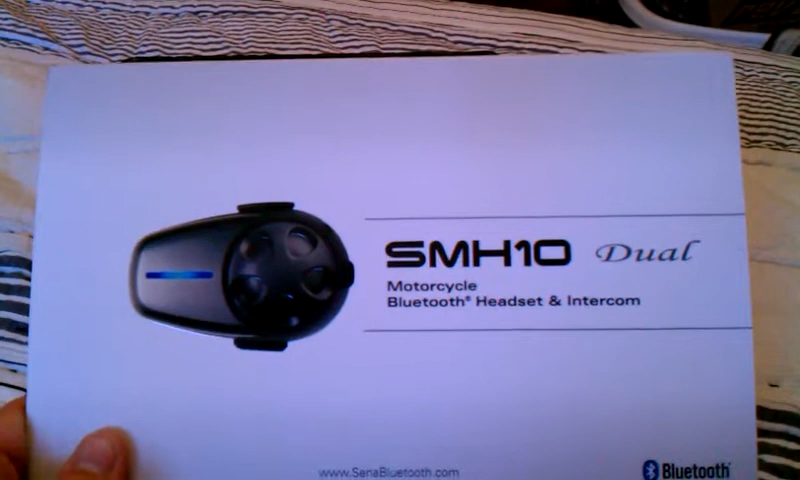 SMH10 Dual
Motorcycle
Bluetooth® Headset & Intercom
www.SenaBluetooth.com
Bluetooth®